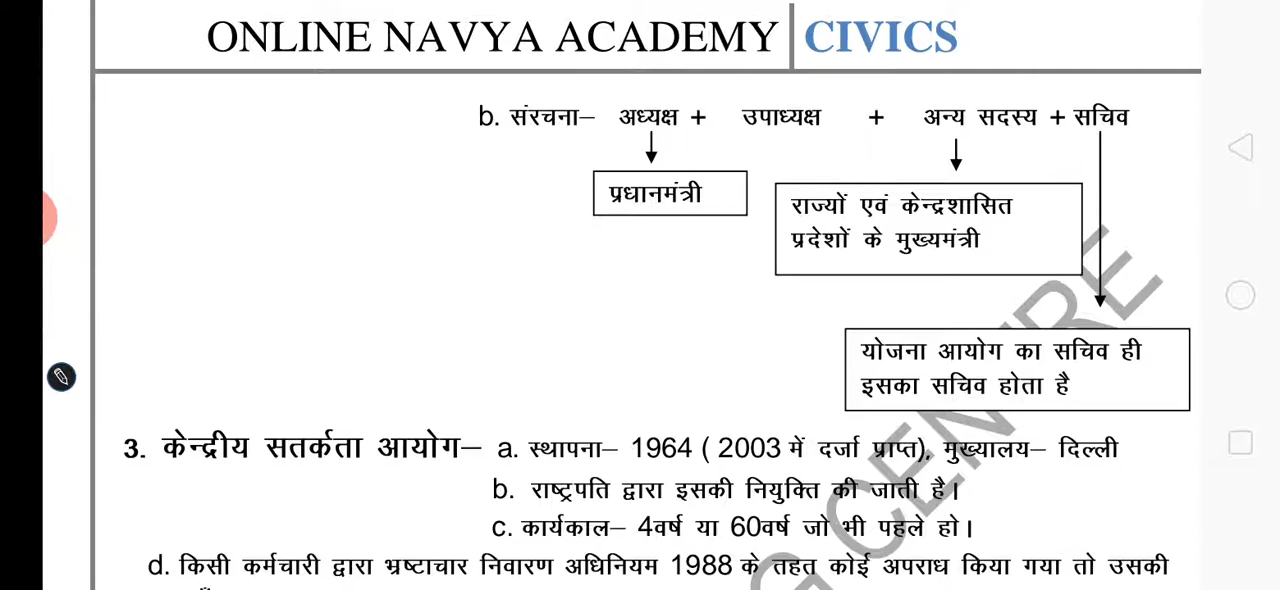 ONLINE NAVYA ACADEMY CIVICS
b. संरचना– अध्यक्ष + उपाध्यक्ष + अन्य सदस्य + सचिव
प्रधानमंत्री
राज्यों एवं केन्द्रशासित
प्रदेशों के मुख्यमंत्री
योजना आयोग का सचिव ही
इसका सचिव होता है
3. केन्द्रीय सतर्कता आयोग– a. स्थापना– 1964 ( 2003 में दर्जा प्राप्त), मुख्यालय– दिल्ली
b. राष्ट्रपति द्वारा इसकी नियुक्ति की जाती है।
c. कार्यकाल– 4वर्ष या 60वर्ष जो भी पहले हो।
d. किसी कर्मचारी द्वारा भ्रष्टाचार निवारण अधिनियम 1988 के तहत कोई अपराध किया गया तो उसकी